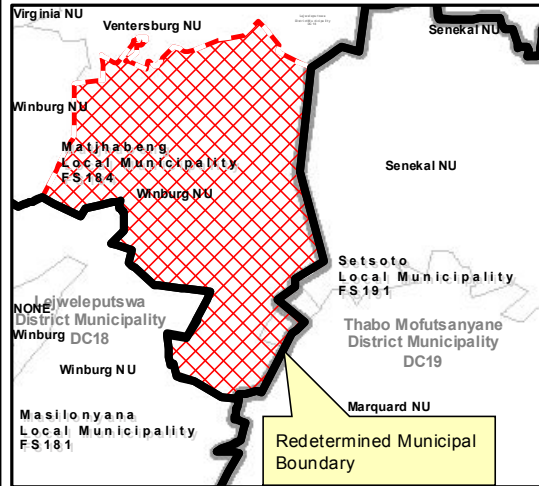 Virginia NU
Ventersburg NU
Senekal NU
Winburg NU
Matjhabeng
Local Municipality
FS184
Winburg NU
Senekal NU
Setsoto
Local Municipality
FS191
NONE
Lejweleputswa
District Municipality
DC18
Winburg
Thabo Mofutsanyane
District Municipality
DC19
Winburg NU
Masilonyana
Local Municipality
FS181
Marquard NU
Redetermined Municipal
Boundary